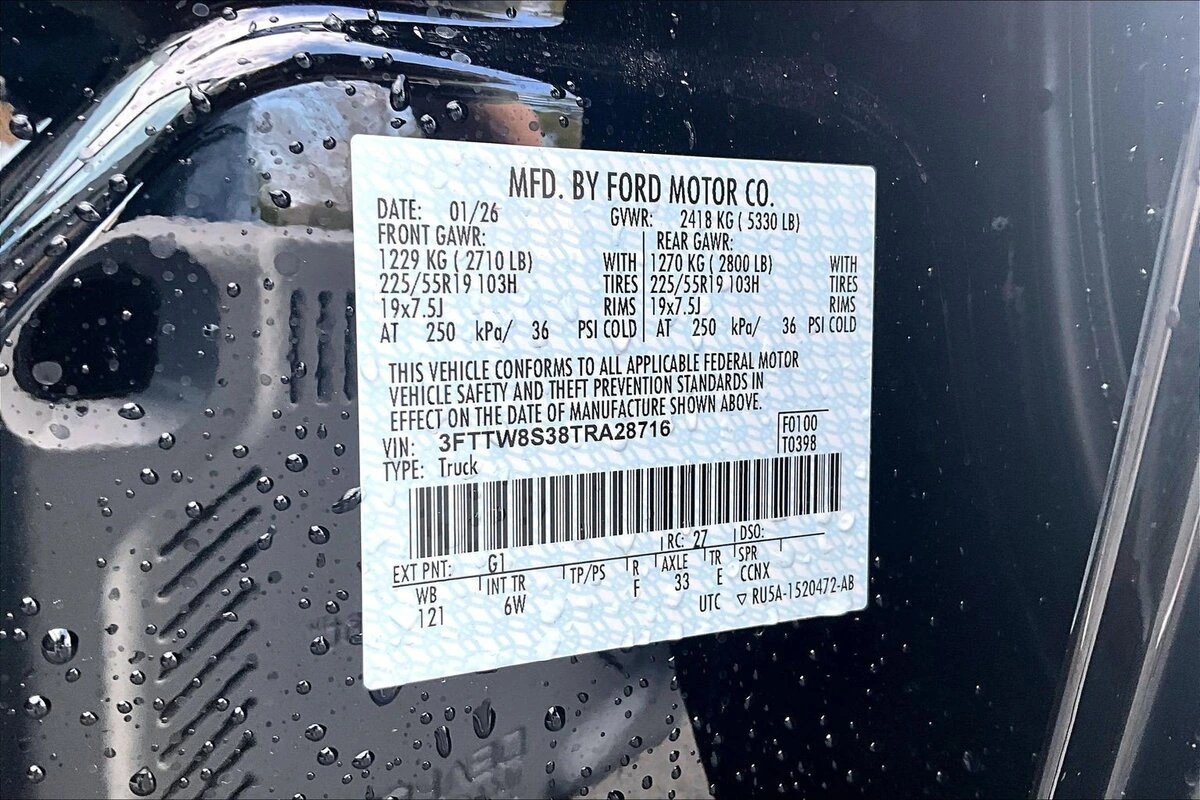 MFD. BY FORD MOTOR CO.
DATE: 01/26 GVWR: 2418 KG ( 5330 LB)
FRONT GAWR: REAR GAWR:
1229 KG ( 2710 LB) WITH 1270 KG ( 2800 LB) WITH
225/55R19 103H TIRES 225/55R19 103H TIRES
19x7.5J RIMS 19x7.5J RIMS
AT 250 kPa/ 36 PSI COLD AT 250 kPa/ 36 PSI COLD
THIS VEHICLE CONFORMS TO ALL APPLICABLE FEDERAL MOTOR
VEHICLE SAFETY AND THEFT PREVENTION STANDARDS IN
EFFECT ON THE DATE OF MANUFACTURE SHOWN ABOVE.
VIN: 3FTTW8S38TRA28716 F0100
TYPE: Truck T0398
EXT PNT: G1 RC: 27 DSO:
WB INT TR TP/PS R AXLE TR SPR
121 6W F 33 E CCNX
UTC ▽ RU5A-1520472-AB